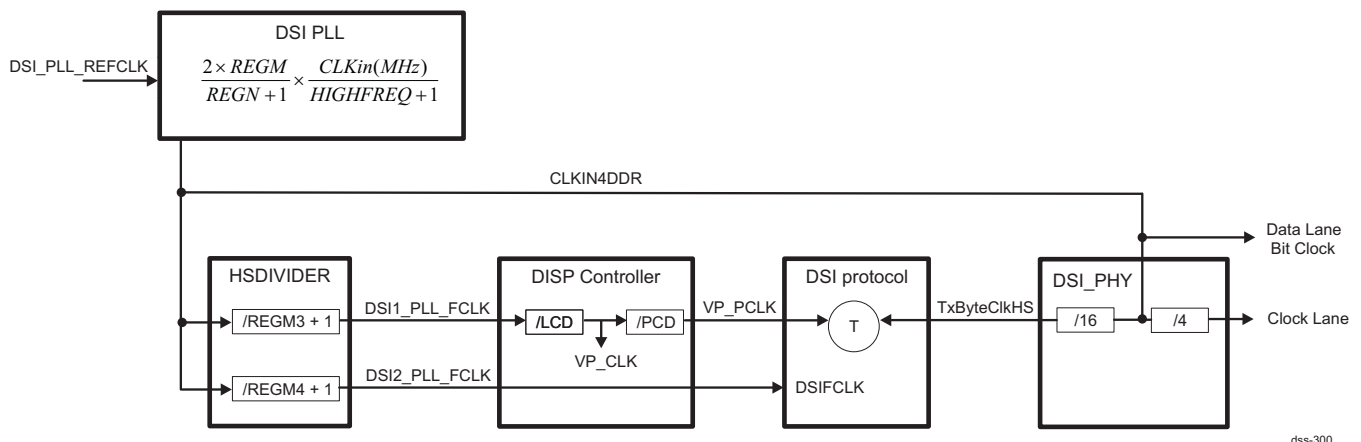 DSI PLL
DSI_PLL_REFCLK
2 × REGM / REGN + 1 × CLKin(MHz) / HIGHFREQ + 1
CLKIN4DDR
Data Lane
Bit Clock
HSDIVIDER
DISP Controller
DSI protocol
DSI_PHY
/REGM3 + 1
DSI1_PLL_FCLK
/LCD
/PCD
VP_PCLK
T
TxByteClkHS
/16
/4
Clock Lane
VP_CLK
/REGM4 + 1
DSI2_PLL_FCLK
DSIFCLK
dss-300